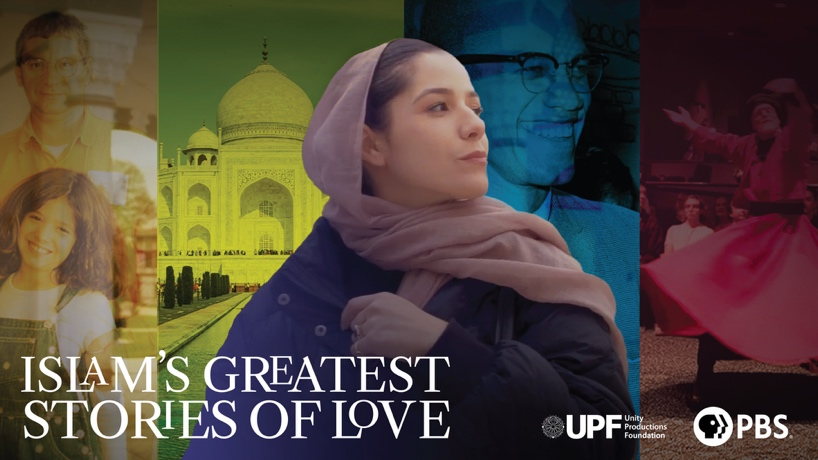 ISLAM'S GREATEST
STORIES OF LOVE
UPF Unity
Productions
Foundation
PBS